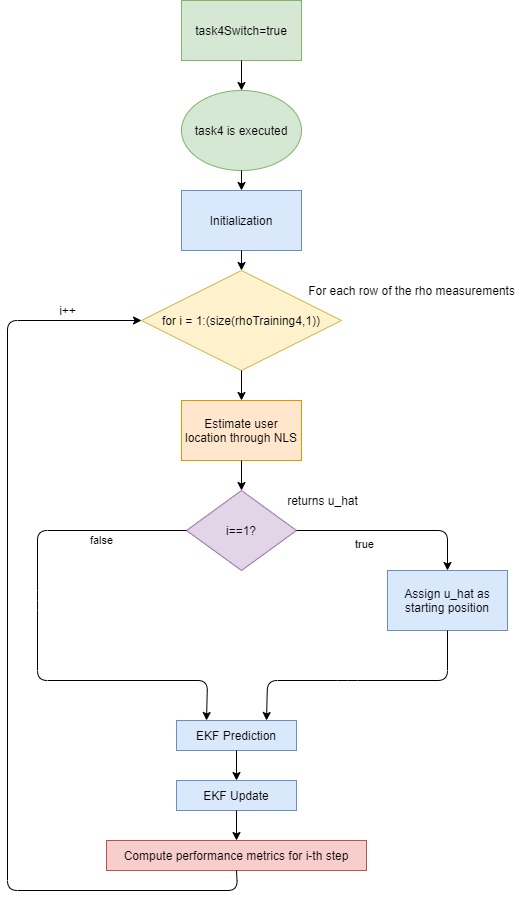 task4Switch=true
task4 is executed
Initialization
For each row of the rho measurements
i++
for i = 1:(size(rhoTraining4,1))
Estimate user
location through NLS
returns u_hat
i==1?
false
true
Assign u_hat as
starting position
EKF Prediction
EKF Update
Compute performance metrics for i-th step